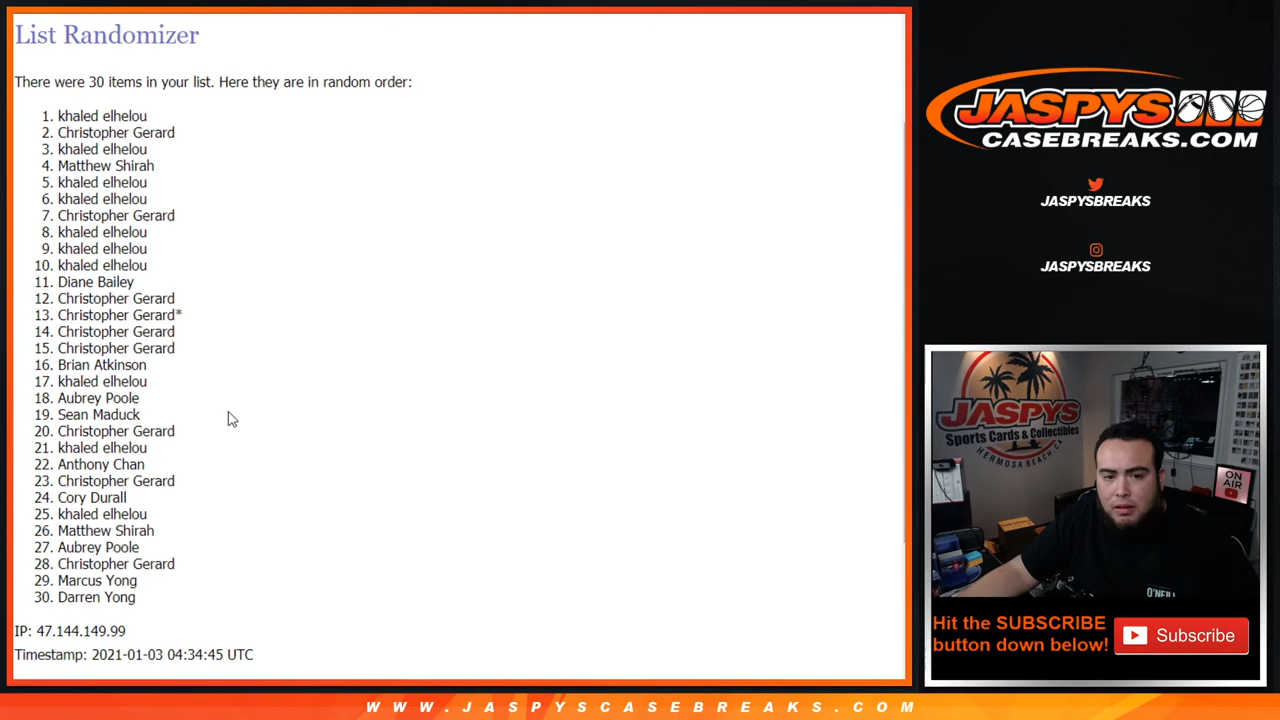 List Randomizer
There were 30 items in your list. Here they are in random order:
1. khaled elhelou
2. Christopher Gerard
3. khaled elhelou
4. Matthew Shirah
5. khaled elhelou
6. khaled elhelou
7. Christopher Gerard
8. khaled elhelou
9. khaled elhelou
10. khaled elhelou
11. Diane Bailey
12. Christopher Gerard
13. Christopher Gerard*
14. Christopher Gerard
15. Christopher Gerard
16. Brian Atkinson
17. khaled elhelou
18. Aubrey Poole
19. Sean Maduck
20. Christopher Gerard
21. khaled elhelou
22. Anthony Chan
23. Christopher Gerard
24. Cory Durall
25. khaled elhelou
26. Matthew Shirah
27. Aubrey Poole
28. Christopher Gerard
29. Marcus Yong
30. Darren Yong
IP: 47.144.149.99
Timestamp: 2021-01-03 04:34:45 UTC
JASPYS
CASEBREAKS.COM
JASPYSBREAKS
JASPYSBREAKS
JASPYS
Sports Cards & Collectibles
HERMOSA BEACH, CA
ON AIR
O'NEILL
Hit the SUBSCRIBE
button down below!
Subscribe
WWW.JASPYSCASEBREAKS.COM